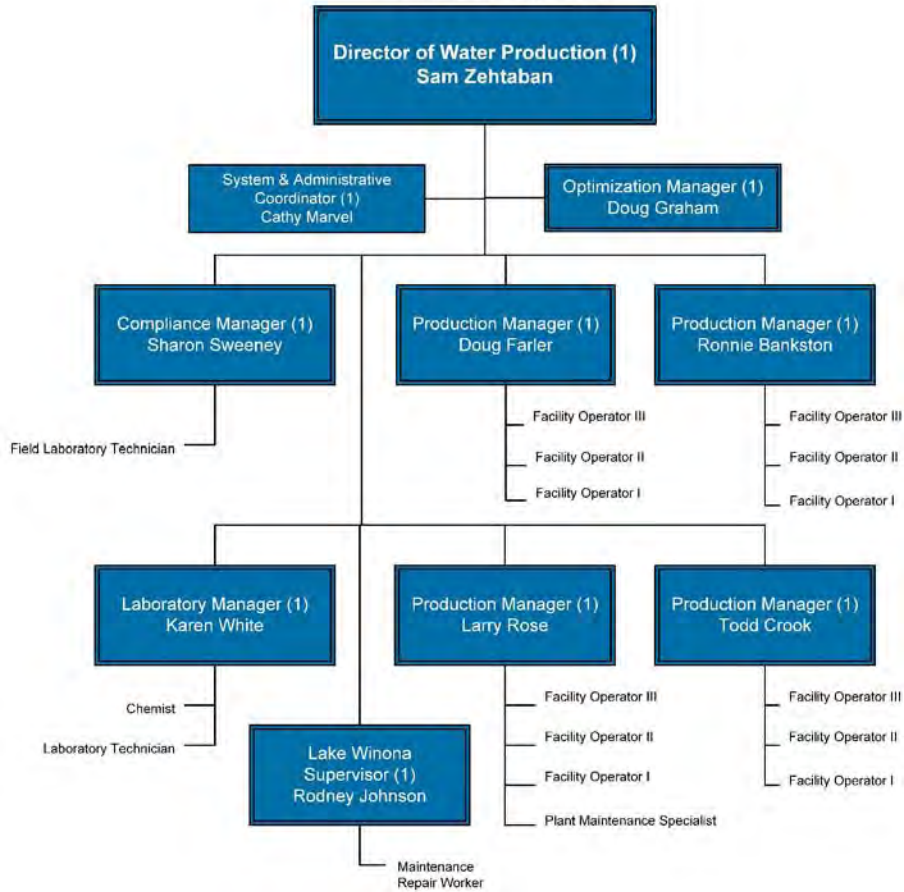 Director of Water Production (1)
Sam Zehtaban
System & Administrative
Coordinator (1)
Cathy Marvel
Optimization Manager (1)
Doug Graham
Compliance Manager (1)
Sharon Sweeney
Production Manager (1)
Doug Farler
Production Manager (1)
Ronnie Bankston
Field Laboratory Technician
Facility Operator III
Facility Operator II
Facility Operator I
Facility Operator III
Facility Operator II
Facility Operator I
Laboratory Manager (1)
Karen White
Production Manager (1)
Larry Rose
Production Manager (1)
Todd Crook
Chemist
Laboratory Technician
Lake Winona
Supervisor (1)
Rodney Johnson
Maintenance
Repair Worker
Facility Operator III
Facility Operator II
Facility Operator I
Plant Maintenance Specialist
Facility Operator III
Facility Operator II
Facility Operator I